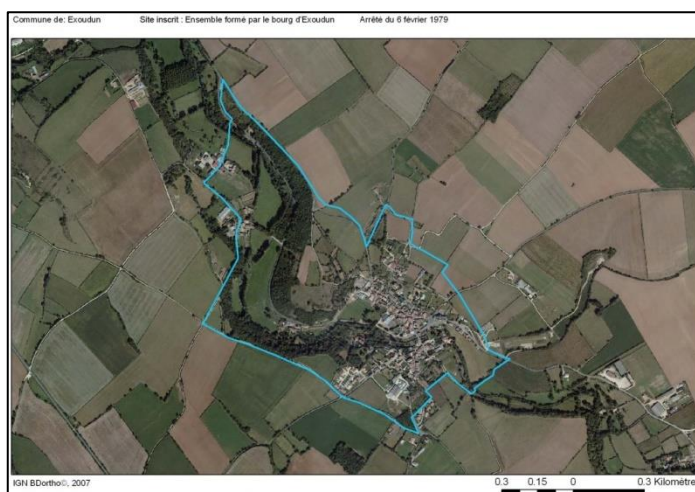 Commune de: Exoudun Site inscrit : Ensemble formé par le bourg d'Exoudun Arrêté du 6 février 1979
IGN BDortho©, 2007
0.3 0.15 0 0.3 Kilomètre